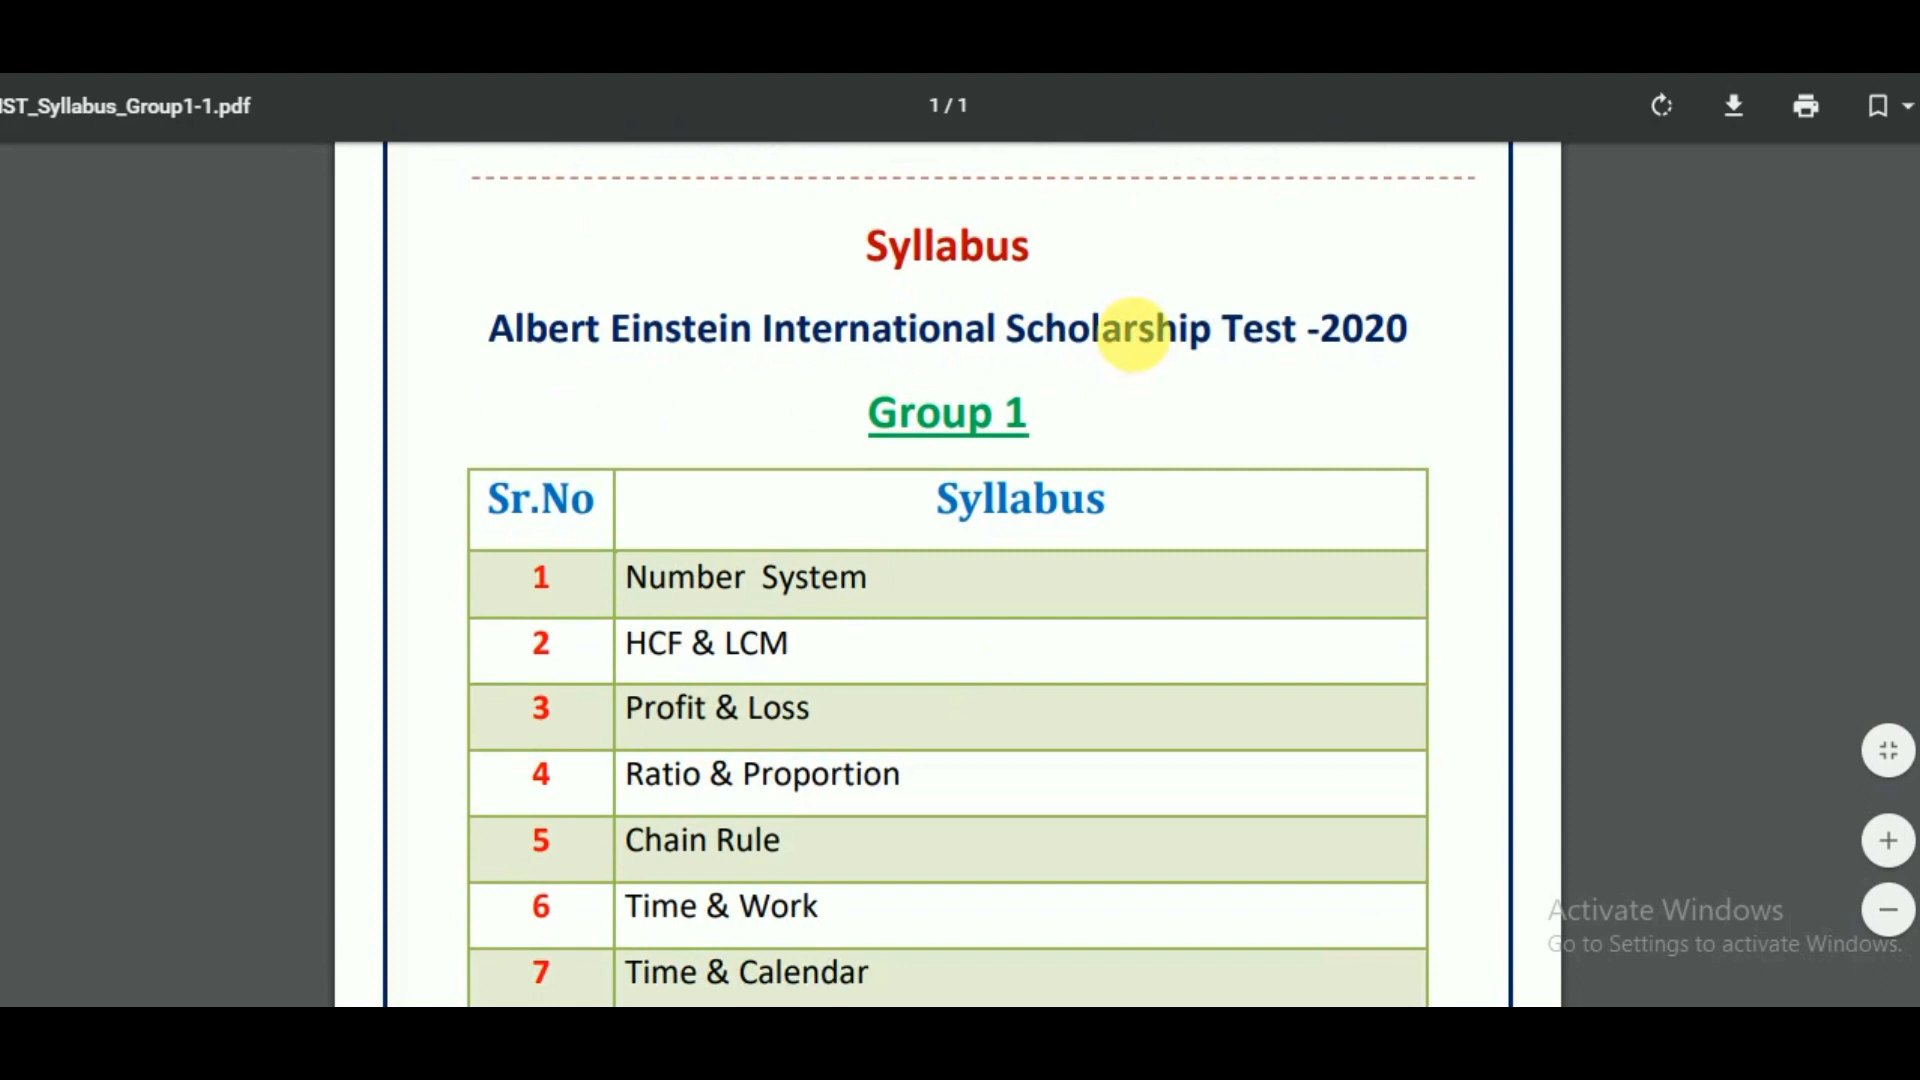 IST_Syllabus_Group1-1.pdf
1 / 1
Syllabus
Albert Einstein International Scholarship Test -2020
Group 1
Sr.No Syllabus
1 Number System
2 HCF & LCM
3 Profit & Loss
4 Ratio & Proportion
5 Chain Rule
6 Time & Work
7 Time & Calendar
Activate Windows
Go to Settings to activate Windows.